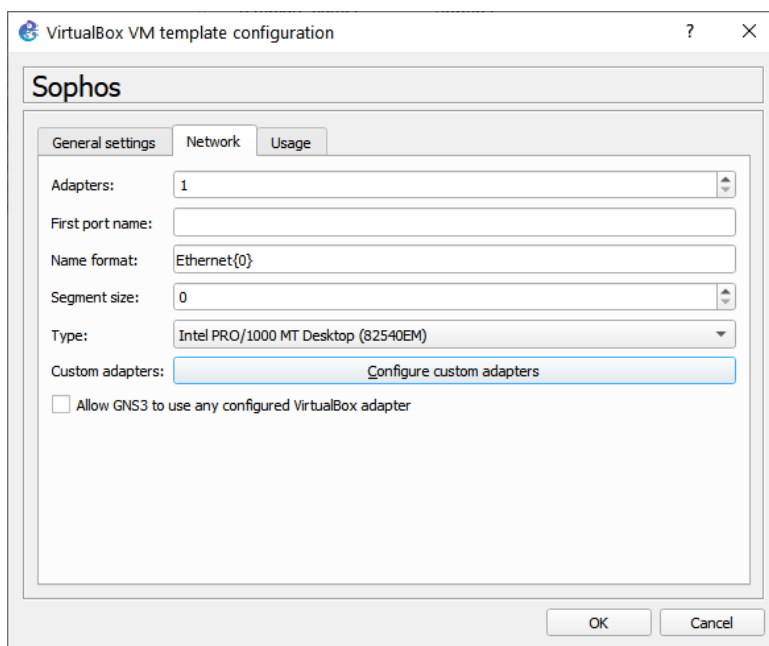 VirtualBox VM template configuration ?
Sophos
General settings Network Usage
Adapters: 1
First port name:
Name format: Ethernet{0}
Segment size: 0
Type: Intel PRO/1000 MT Desktop (82540EM)
Custom adapters: Configure custom adapters
Allow GNS3 to use any configured VirtualBox adapter
OK Cancel